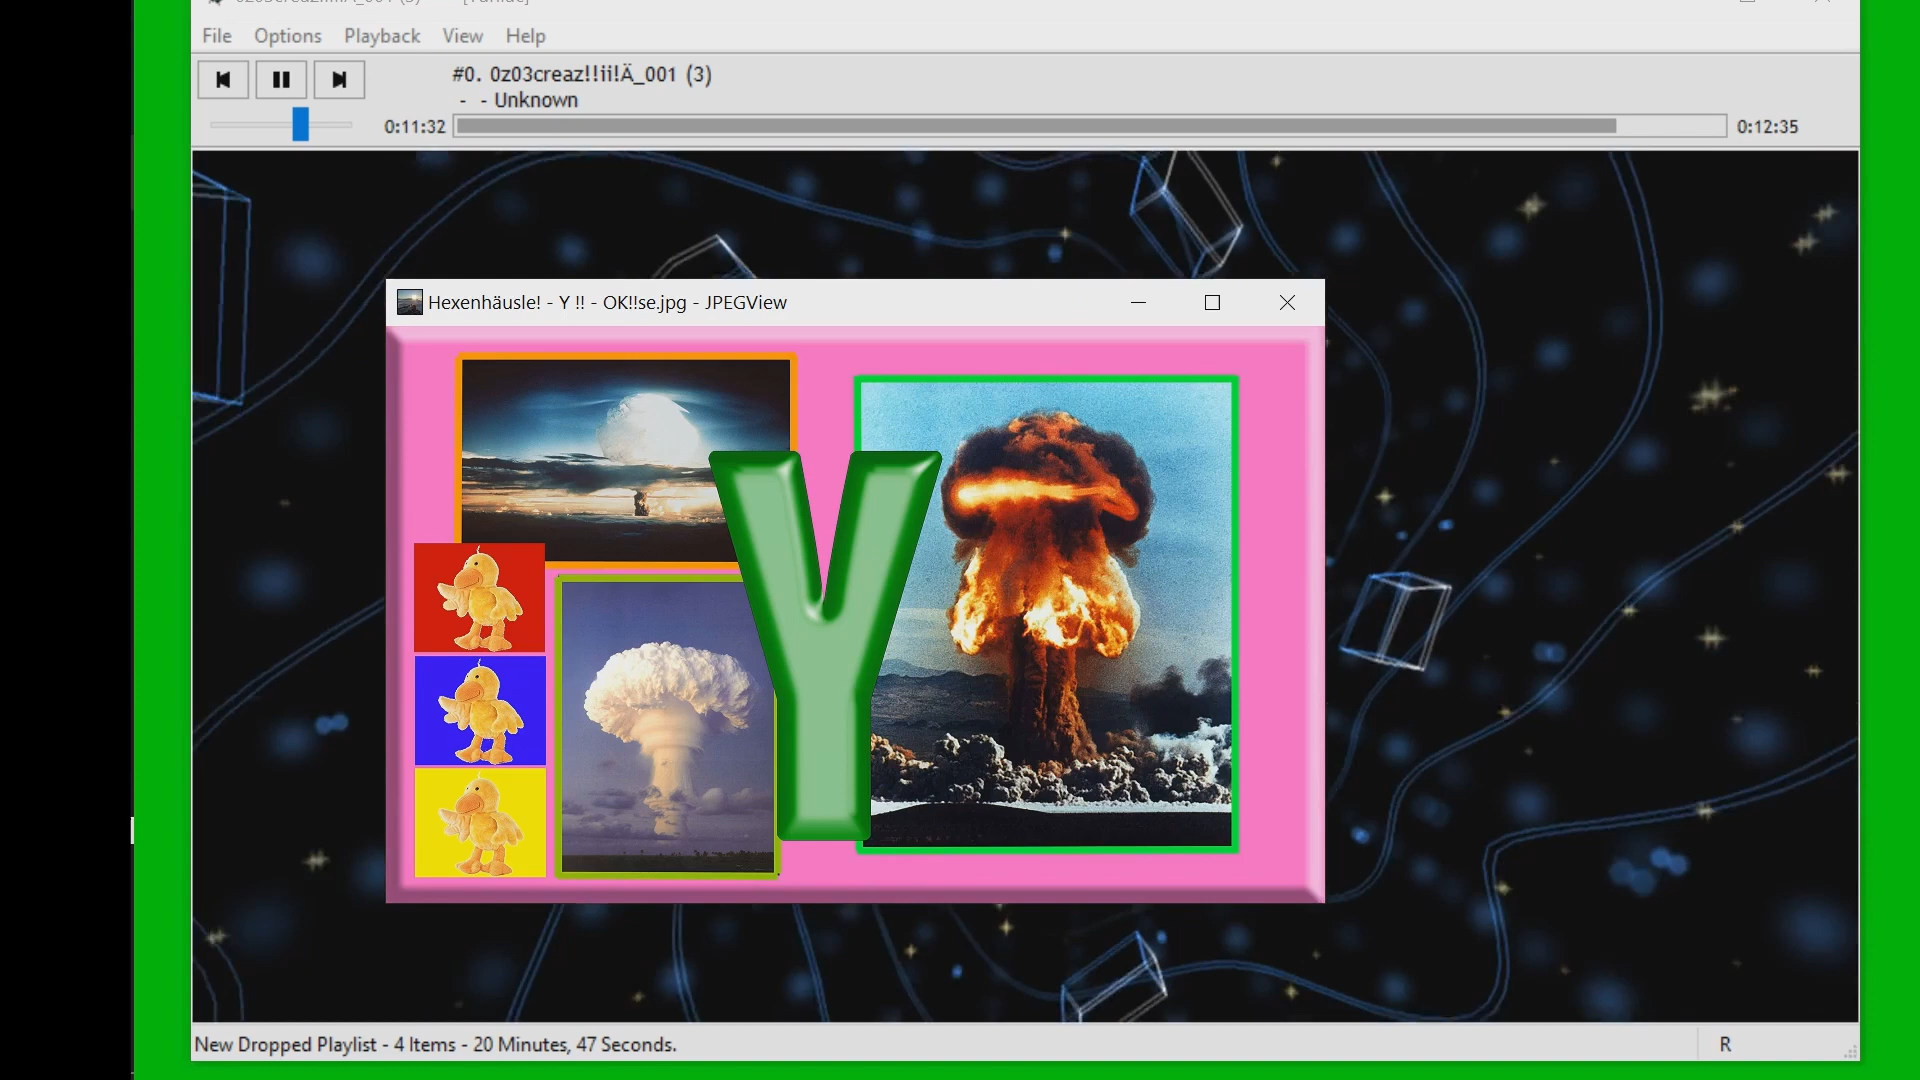 File Options Playback View Help
#0. 0z03creaz!!ii!Ä_001 (3)
- - Unknown
0:11:32 0:12:35
Hexenhäusle! - Y !! - OK!!se.jpg - JPEGView
Y
New Dropped Playlist - 4 Items - 20 Minutes, 47 Seconds. R